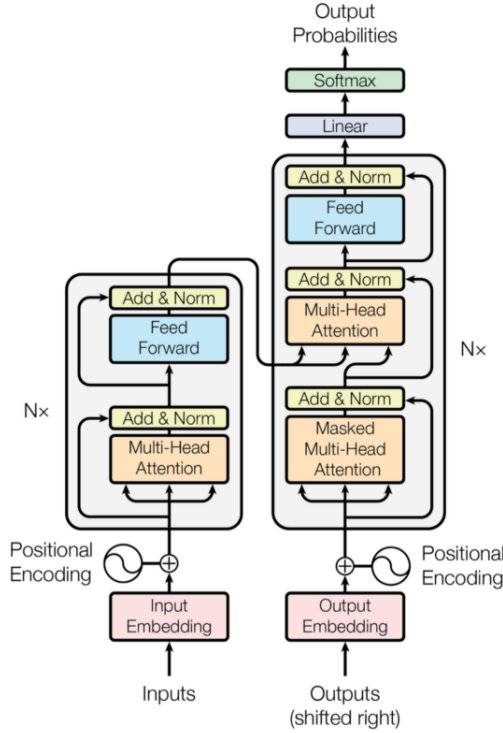 Output
Probabilities
Softmax
Linear
Add & Norm
Feed
Forward
Add & Norm
Multi-Head
Attention
Nx
Add & Norm
Masked
Multi-Head
Attention
Add & Norm
Feed
Forward
Nx
Add & Norm
Multi-Head
Attention
Positional
Encoding
Positional
Encoding
Input
Embedding
Output
Embedding
Inputs
Outputs
(shifted right)